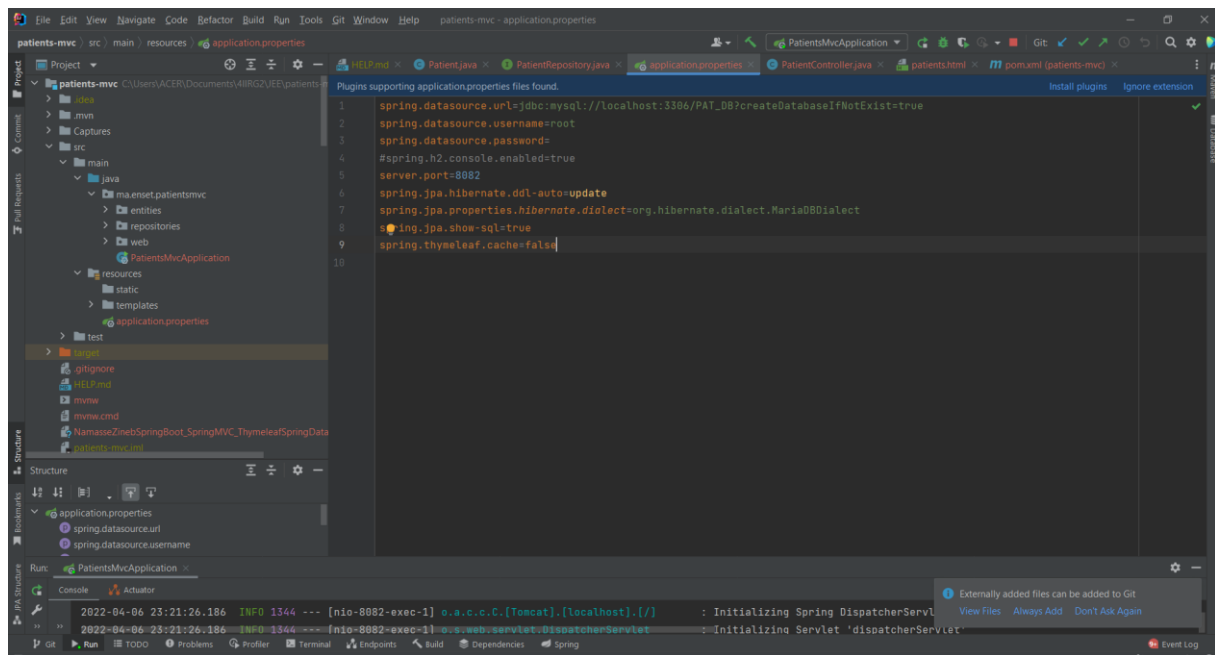 File Edit View Navigate Code Refactor Build Run Tools Git Window Help patients-mvc - application.properties
patients-mvc 〉 src 〉 main 〉 resources 〉 application.properties PatientsMvcApplication Git:
Project HELP.md Patient.java PatientRepository.java application.properties PatientController.java patients.html pom.xml (patients-mvc)
patients-mvc C:\Users\ACER\Documents\4IIRG2\JEE\patients-m
Plugins supporting application.properties files found. Install plugins Ignore extension
.idea
.mvn
Captures
src
main
java
ma.enset.patientsmvc
entities
repositories
web
PatientsMvcApplication
resources
static
templates
application.properties
test
target
.gitignore
HELP.md
mvnw
mvnw.cmd
NamasseZinebSpringBoot_SpringMVC_ThymeleafSpringData
patients-mvc.iml
1 spring.datasource.url=jdbc:mysql://localhost:3306/PAT_DB?createDatabaseIfNotExist=true
2 spring.datasource.username=root
3 spring.datasource.password=
4 #spring.h2.console.enabled=true
5 server.port=8082
6 spring.jpa.hibernate.ddl-auto=update
7 spring.jpa.properties.hibernate.dialect=org.hibernate.dialect.MariaDBDialect
8 spring.jpa.show-sql=true
9 spring.thymeleaf.cache=false
10
Project
Commit
Pull Requests
Structure
Bookmarks
JPA Structure
Maven
Database
Structure
application.properties
spring.datasource.url
spring.datasource.username
Run: PatientsMvcApplication
Console Actuator
2022-04-06 23:21:26.186 INFO 1344 --- [nio-8082-exec-1] o.a.c.c.C.[Tomcat].[localhost].[/] : Initializing Spring DispatcherServl
2022-04-06 23:21:26.186 INFO 1344 --- [nio-8082-exec-1] o.s.web.servlet.DispatcherServlet : Initializing Servlet 'dispatcherServlet'
Externally added files can be added to Git
View Files Always Add Don't Ask Again
Git Run TODO Problems Profiler Terminal Endpoints Build Dependencies Spring Event Log